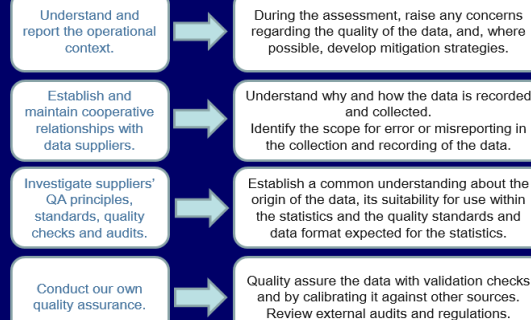 Understand and
report the operational
context.
During the assessment, raise any concerns
regarding the quality of the data, and, where
possible, develop mitigation strategies.
Establish and
maintain cooperative
relationships with
data suppliers.
Understand why and how the data is recorded
and collected.
Identify the scope for error or misreporting in
the collection and recording of the data.
Investigate suppliers'
QA principles,
standards, quality
checks and audits.
Establish a common understanding about the
origin of the data, its suitability for use within
the statistics and the quality standards and
data format expected for the statistics.
Conduct our own
quality assurance.
Quality assure the data with validation checks
and by calibrating it against other sources.
Review external audits and regulations.